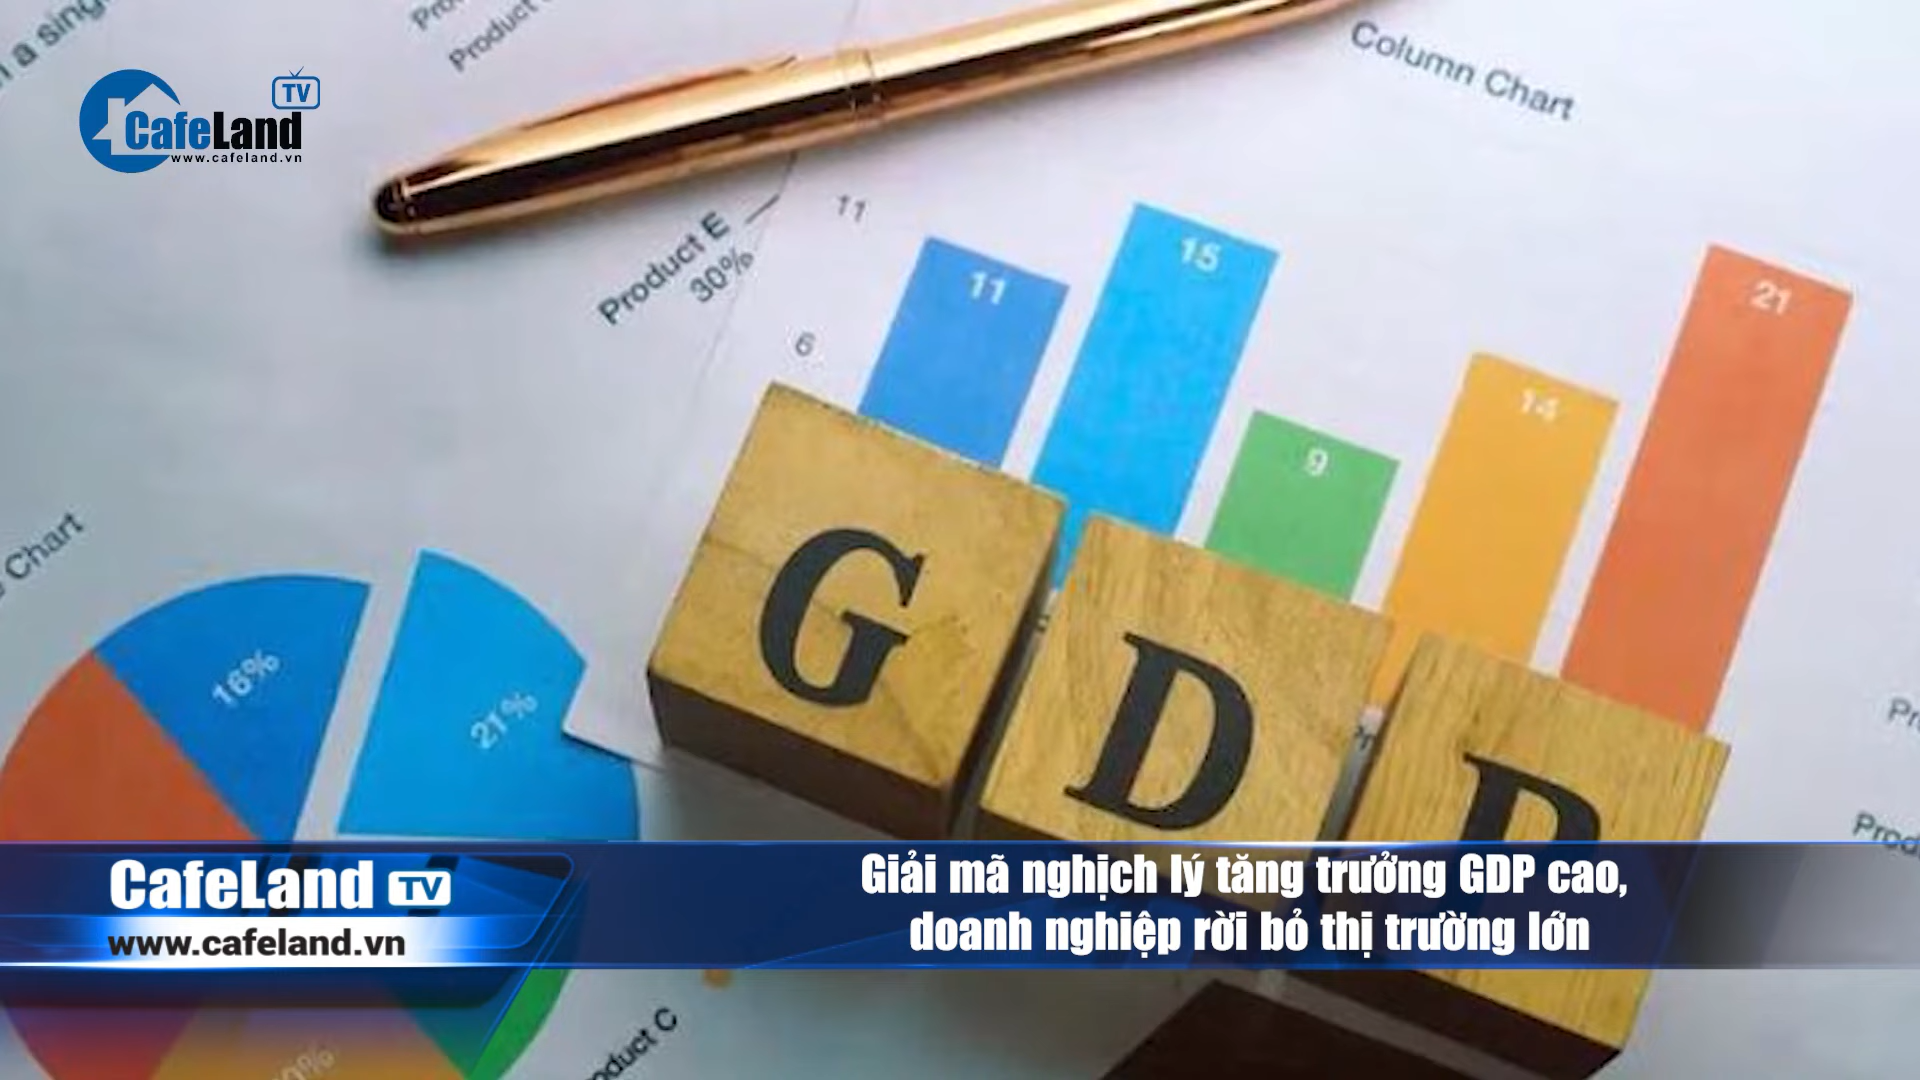 a single
Product
Column Chart
TV
CafeLand
www.cafeland.vn
Product E
30%
11
6
11
15
9
14
21
Chart
16%
21%
G
D
P
CafeLand TV
www.cafeland.vn
Giải mã nghịch lý tăng trưởng GDP cao,
doanh nghiệp rời bỏ thị trường lớn